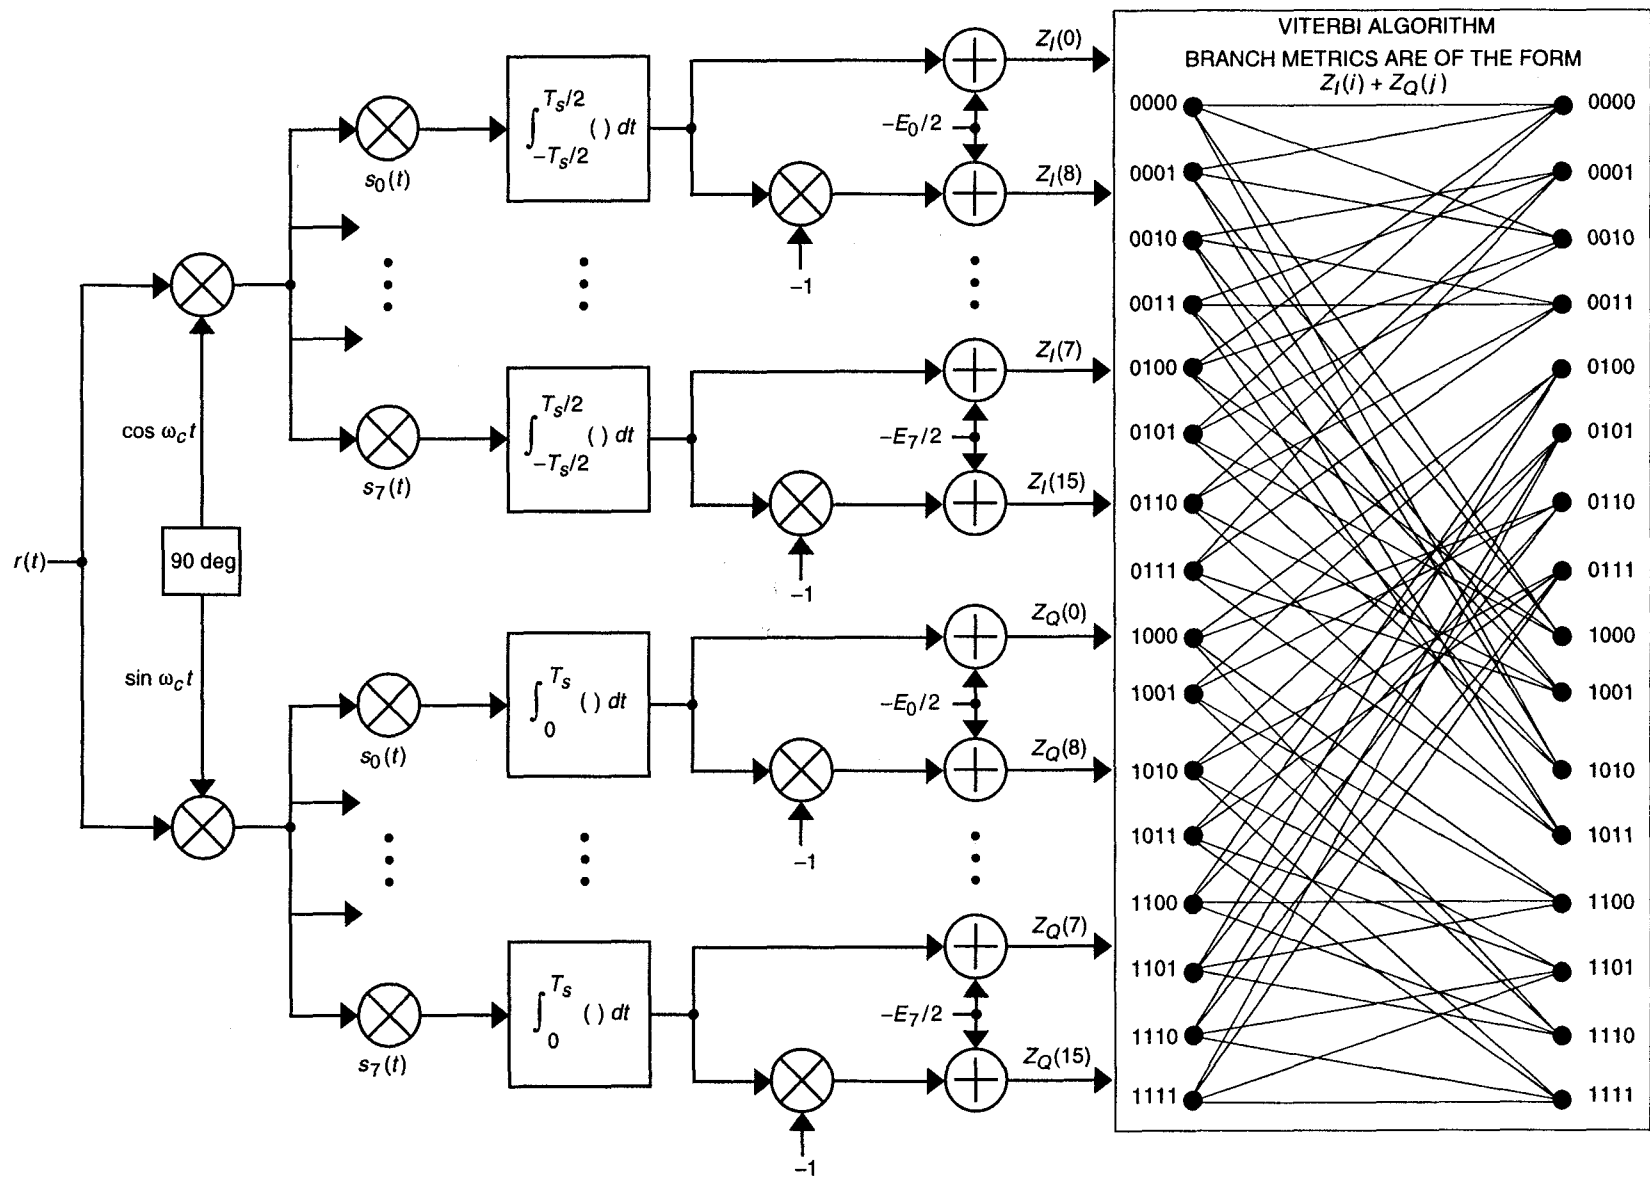 VITERBI ALGORITHM
BRANCH METRICS ARE OF THE FORM
Z_I(i) + Z_Q(j)
r(t)
90 deg
cos ω_c t
sin ω_c t
s_0(t)
∫_{-T_s/2}^{T_s/2} ( ) dt
-1
-E_0/2
Z_I(0)
Z_I(8)
s_7(t)
∫_{-T_s/2}^{T_s/2} ( ) dt
-1
-E_7/2
Z_I(7)
Z_I(15)
s_0(t)
∫_0^{T_s} ( ) dt
-1
-E_0/2
Z_Q(0)
Z_Q(8)
s_7(t)
∫_0^{T_s} ( ) dt
-1
-E_7/2
Z_Q(7)
Z_Q(15)
0000 0000
0001 0001
0010 0010
0011 0011
0100 0100
0101 0101
0110 0110
0111 0111
1000 1000
1001 1001
1010 1010
1011 1011
1100 1100
1101 1101
1110 1110
1111 1111